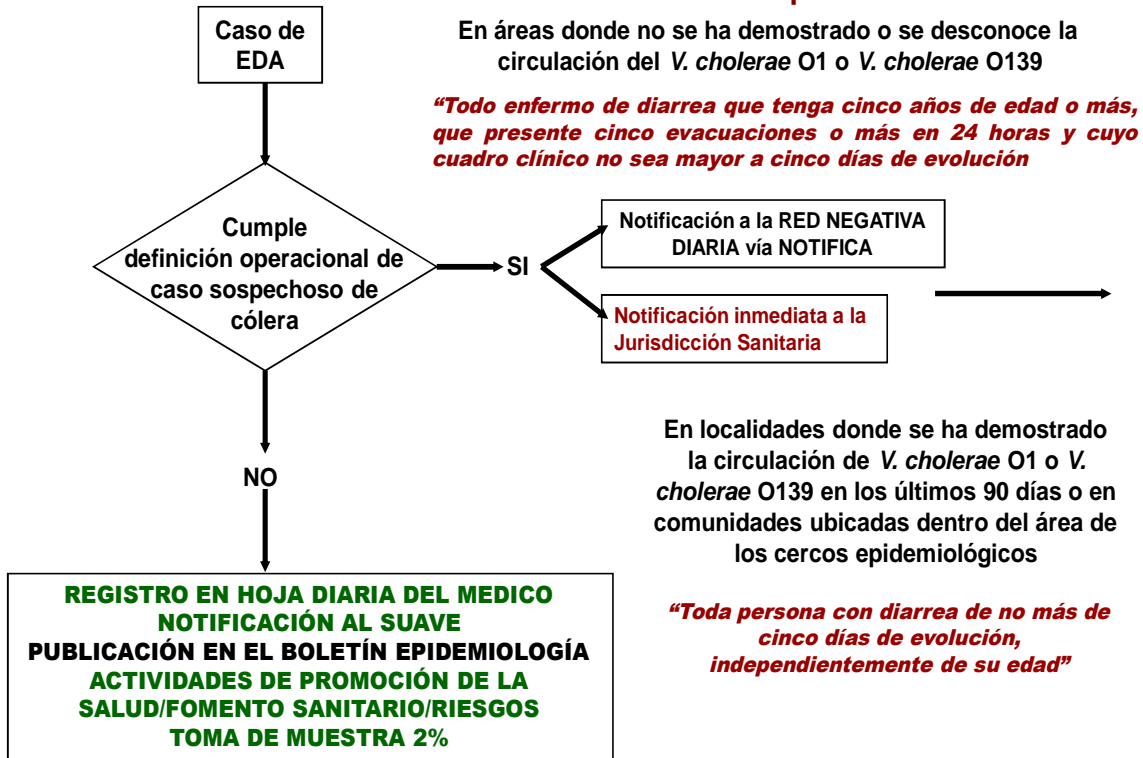 Caso de
EDA
En áreas donde no se ha demostrado o se desconoce la
circulación del V. cholerae O1 o V. cholerae O139
“Todo enfermo de diarrea que tenga cinco años de edad o más,
que presente cinco evacuaciones o más en 24 horas y cuyo
cuadro clínico no sea mayor a cinco días de evolución
Cumple
definición operacional de
caso sospechoso de
cólera
SI
Notificación a la RED NEGATIVA
DIARIA vía NOTIFICA
Notificación inmediata a la
Jurisdicción Sanitaria
NO
En localidades donde se ha demostrado
la circulación de V. cholerae O1 o V.
cholerae O139 en los últimos 90 días o en
comunidades ubicadas dentro del área de
los cercos epidemiológicos
“Toda persona con diarrea de no más de
cinco días de evolución,
independientemente de su edad”
REGISTRO EN HOJA DIARIA DEL MEDICO
NOTIFICACIÓN AL SUAVE
PUBLICACIÓN EN EL BOLETÍN EPIDEMIOLOGÍA
ACTIVIDADES DE PROMOCIÓN DE LA
SALUD/FOMENTO SANITARIO/RIESGOS
TOMA DE MUESTRA 2%